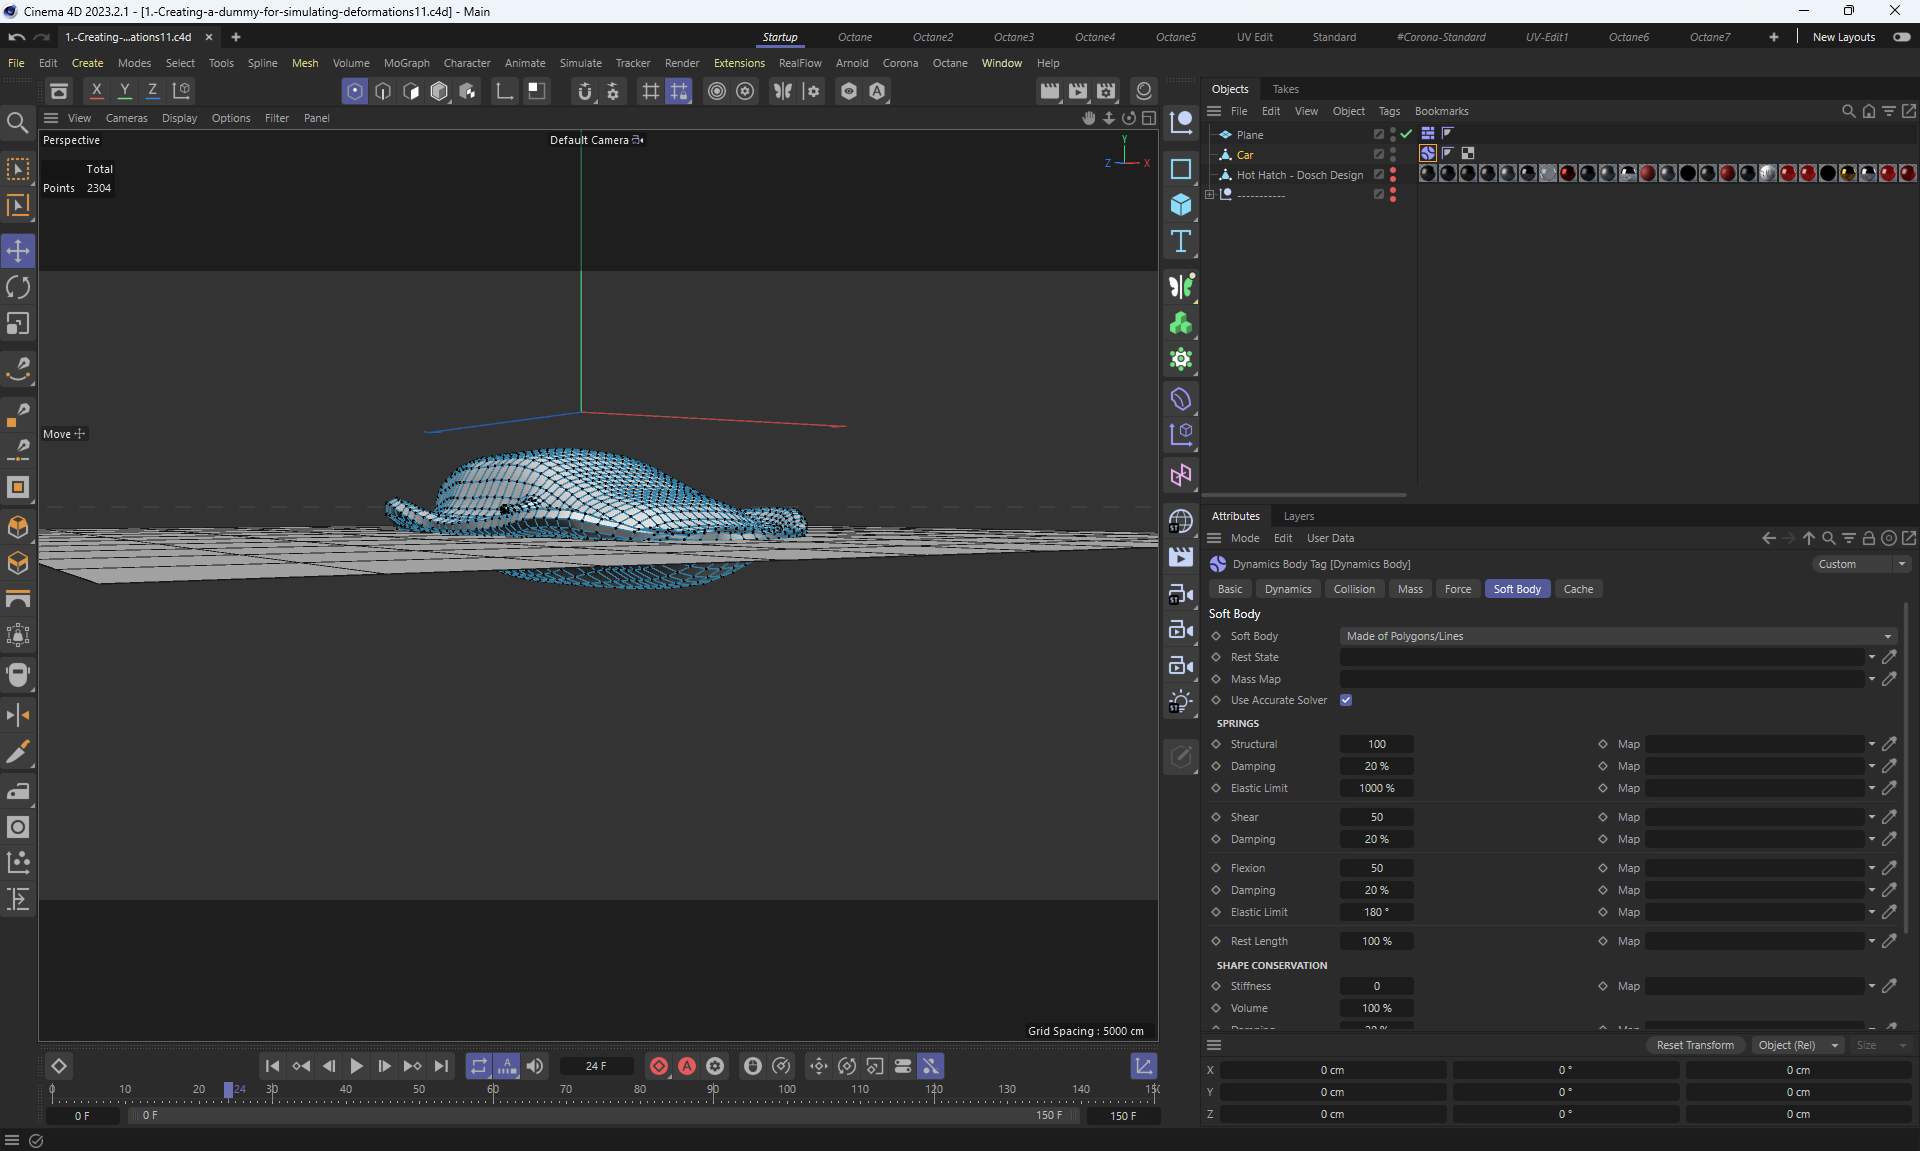 Cinema 4D 2023.2.1 - [1.-Creating-a-dummy-for-simulating-deformations11.c4d] - Main
1.-Creating-...ations11.c4d
Startup Octane Octane2 Octane3 Octane4 Octane5 UV Edit Standard #Corona-Standard UV-Edit1 Octane6 Octane7 New Layouts
File Edit Create Modes Select Tools Spline Mesh Volume MoGraph Character Animate Simulate Tracker Render Extensions RealFlow Arnold Corona Octane Window Help
X Y Z
Objects Takes
View Cameras Display Options Filter Panel
File Edit View Object Tags Bookmarks
Perspective
Default Camera
Y
Z X
Total
Points 2304
Plane
Car
Hot Hatch - Dosch Design
-----------
Move
Grid Spacing : 5000 cm
Attributes Layers
Mode Edit User Data
Dynamics Body Tag [Dynamics Body]
Custom
Basic Dynamics Collision Mass Force Soft Body Cache
Soft Body
Soft Body Made of Polygons/Lines
Rest State
Mass Map
Use Accurate Solver
SPRINGS
Structural 100 Map
Damping 20 % Map
Elastic Limit 1000 % Map
Shear 50 Map
Damping 20 % Map
Flexion 50 Map
Damping 20 % Map
Elastic Limit 180 ° Map
Rest Length 100 % Map
SHAPE CONSERVATION
Stiffness 0 Map
Volume 100 %
Reset Transform Object (Rel) Size
X 0 cm 0 ° 0 cm
Y 0 cm 0 ° 0 cm
Z 0 cm 0 ° 0 cm
24 F
0 10 20 24 30 40 50 60 70 80 90 100 110 120 130 140
0 F 0 F 150 F 150 F